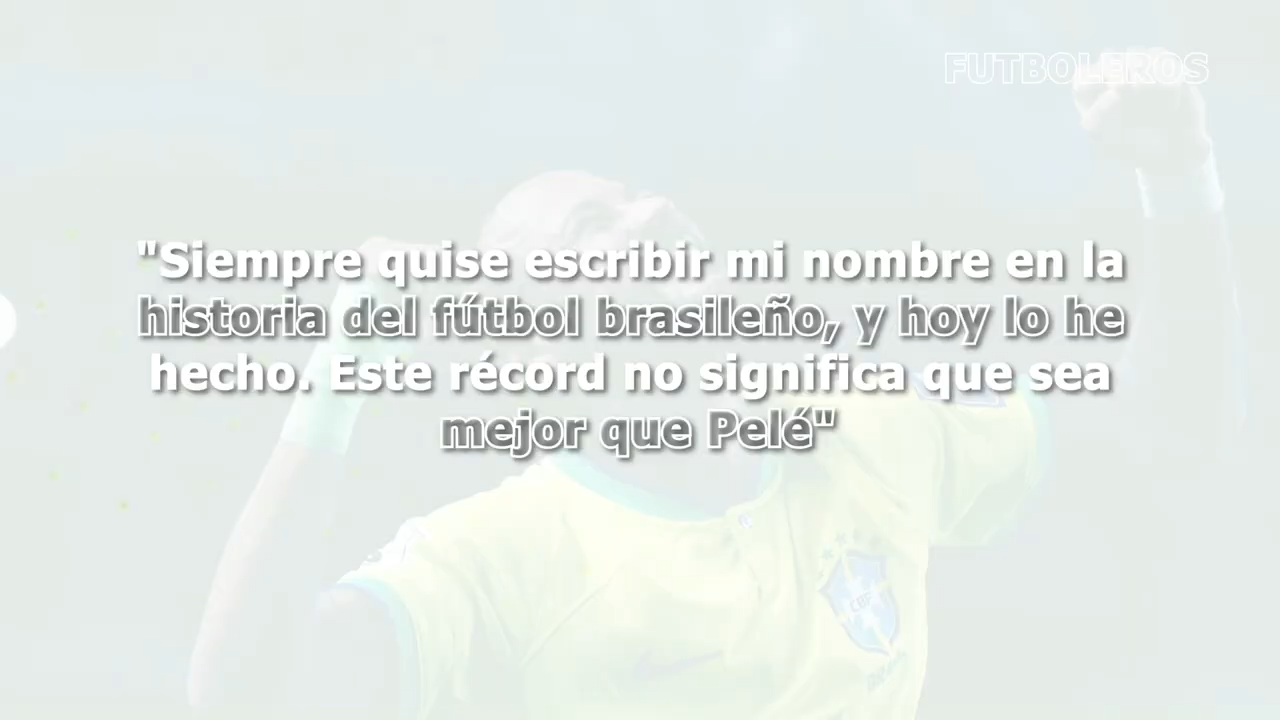 FUTBOLEROS
"Siempre quise escribir mi nombre en la
historia del fútbol brasileño, y hoy lo he
hecho. Este récord no significa que sea
mejor que Pelé"
CBF